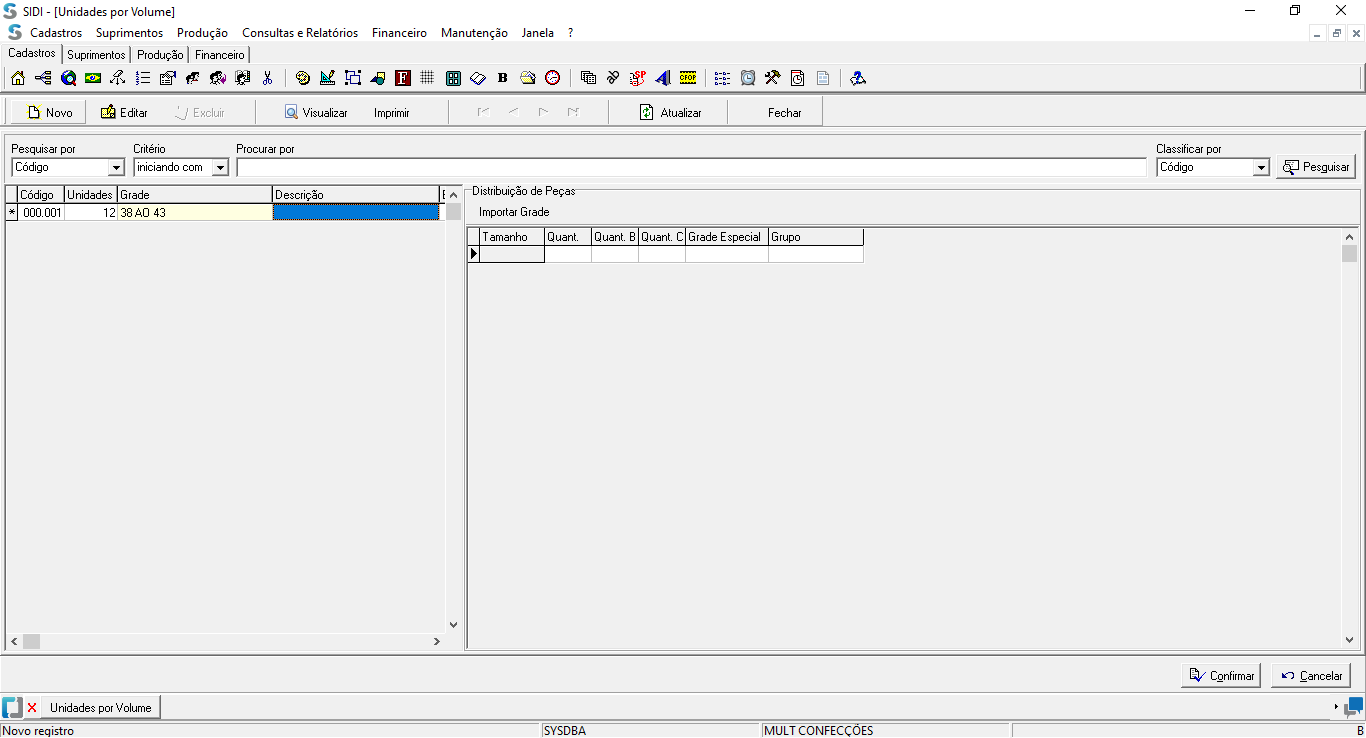 SIDI - [Unidades por Volume]
Cadastros Suprimentos Produção Consultas e Relatórios Financeiro Manutenção Janela ?
Cadastros Suprimentos Produção Financeiro
F B SP CFOP
Novo Editar Excluir Visualizar Imprimir Atualizar Fechar
Pesquisar por Critério Procurar por Classificar por
Código iniciando com Código Pesquisar
Código Unidades Grade Descrição
* 000.001 12 38 AO 43
Distribuição de Peças
Importar Grade
Tamanho Quant. Quant. B Quant. C Grade Especial Grupo
Confirmar Cancelar
Unidades por Volume
Novo registro SYSDBA MULT CONFECÇÕES B